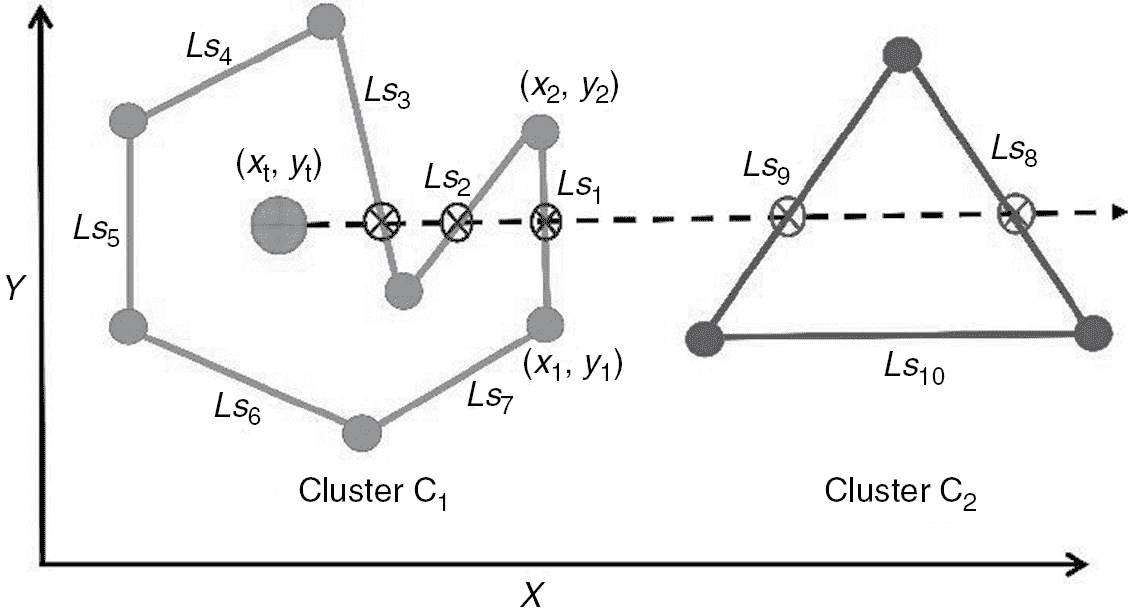 Ls4
Ls3
(x2, y2)
(xt, yt)
Ls2
Ls1
Ls9
Ls8
Ls5
Y
(x1, y1)
Ls10
Ls6
Ls7
Cluster C1
Cluster C2
X